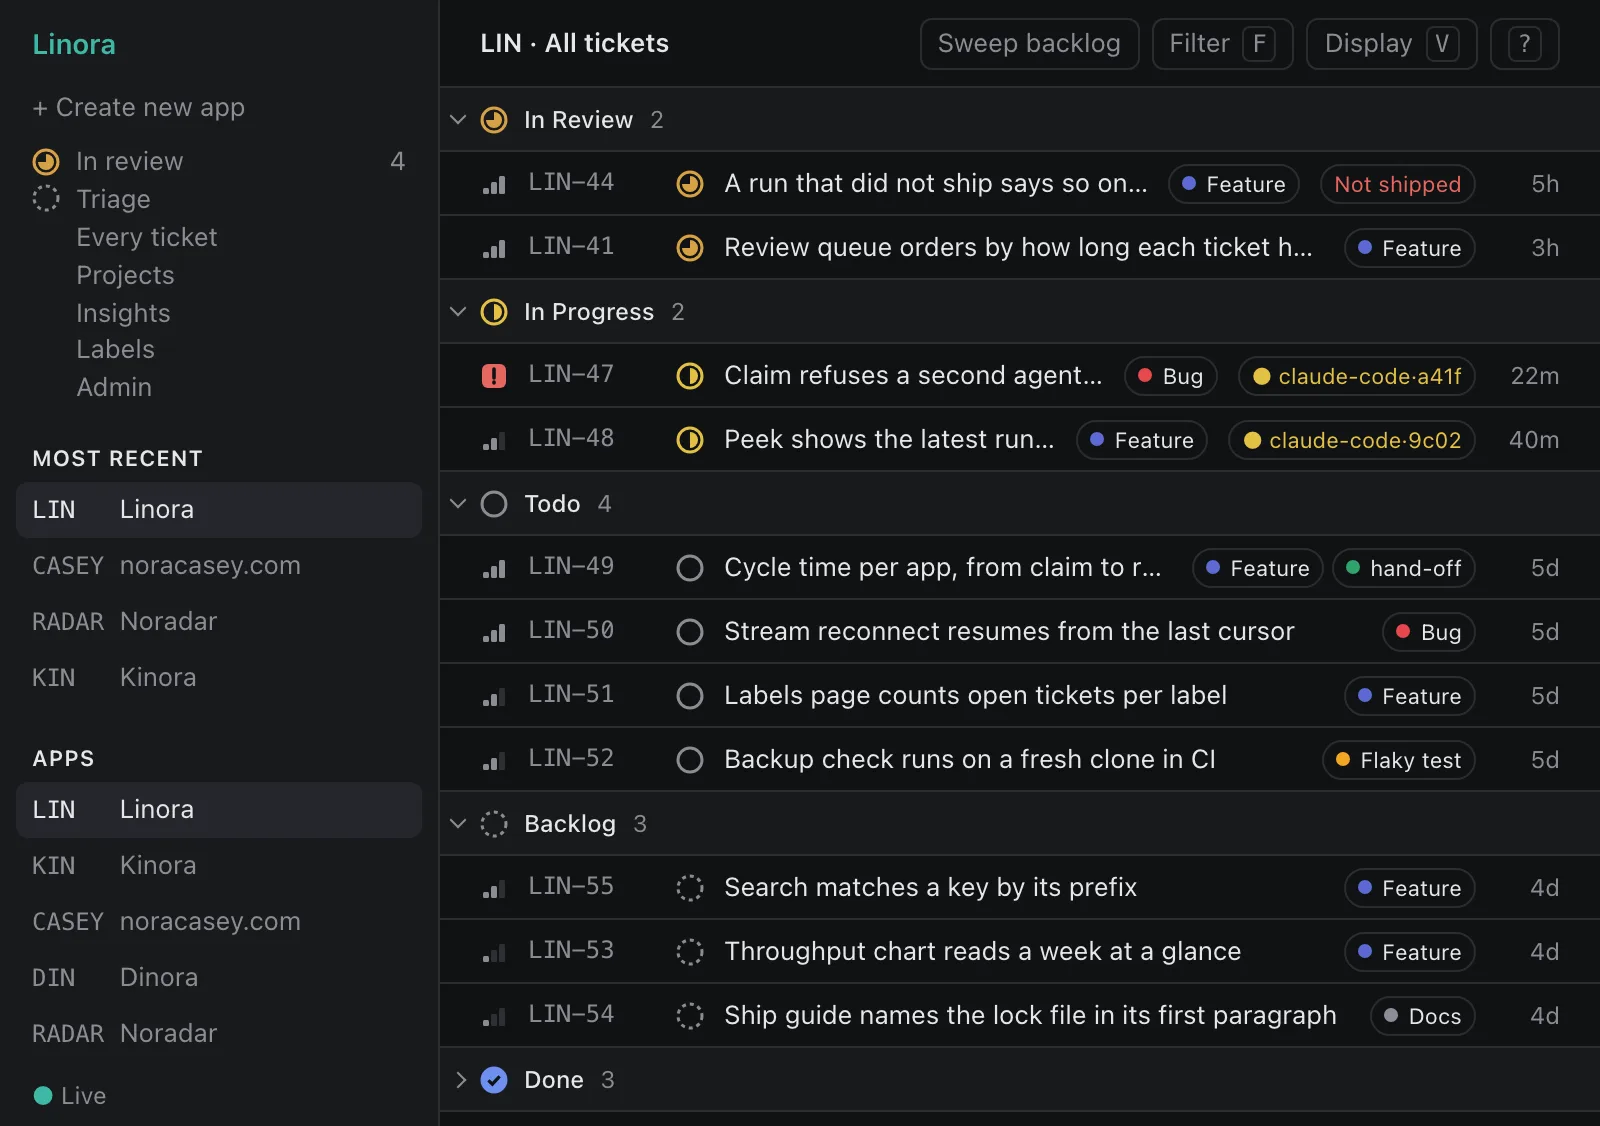 Linora
+ Create new app
In review 4
Triage
Every ticket
Projects
Insights
Labels
Admin
MOST RECENT
LIN Linora
CASEY noracasey.com
RADAR Noradar
KIN Kinora
APPS
LIN Linora
KIN Kinora
CASEY noracasey.com
DIN Dinora
RADAR Noradar
Live
LIN · All tickets Sweep backlog Filter F Display V ?
In Review 2
LIN–44 A run that did not ship says so on... Feature Not shipped 5h
LIN–41 Review queue orders by how long each ticket h... Feature 3h
In Progress 2
LIN–47 Claim refuses a second agent... Bug claude-code·a41f 22m
LIN–48 Peek shows the latest run... Feature claude-code·9c02 40m
Todo 4
LIN–49 Cycle time per app, from claim to r... Feature hand-off 5d
LIN–50 Stream reconnect resumes from the last cursor Bug 5d
LIN–51 Labels page counts open tickets per label Feature 5d
LIN–52 Backup check runs on a fresh clone in CI Flaky test 5d
Backlog 3
LIN–55 Search matches a key by its prefix Feature 4d
LIN–53 Throughput chart reads a week at a glance Feature 4d
LIN–54 Ship guide names the lock file in its first paragraph Docs 4d
Done 3